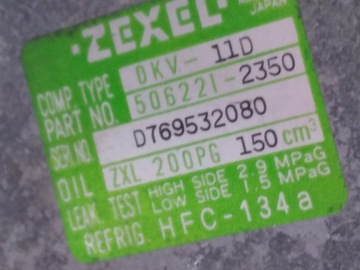 JAPAN
·ZEXEL·
COMP. TYPE DKV-11D
PART NO. 506221-2350
SER. NO. D769532080
OIL ZXL 200PG 150 cm³
LEAK TEST HIGH SIDE 2.9 MPaG
LOW SIDE 1.5 MPaG
REFRIG. HFC-134a